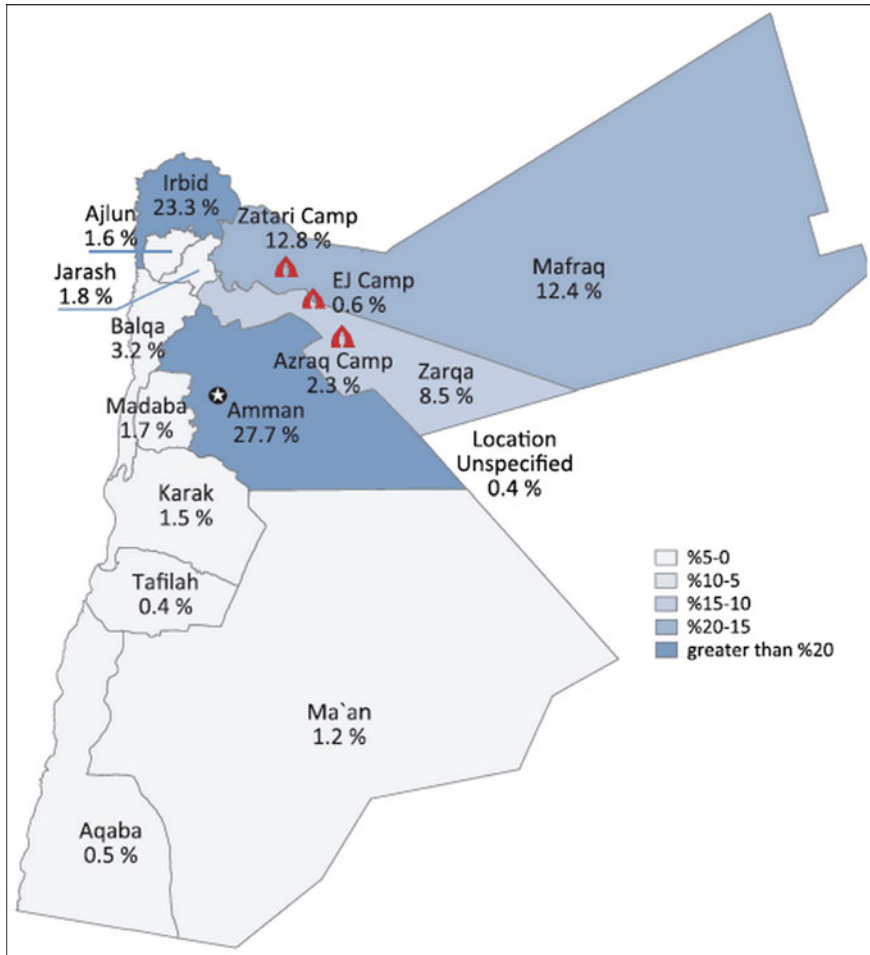 Irbid
23.3 %
Ajlun
1.6 %
Zatari Camp
12.8 %
Jarash
1.8 %
EJ Camp
0.6 %
Mafraq
12.4 %
Balqa
3.2 %
Azraq Camp
2.3 %
Zarqa
8.5 %
Madaba
1.7 %
Amman
27.7 %
Location
Unspecified
0.4 %
Karak
1.5 %
Tafilah
0.4 %
Ma`an
1.2 %
Aqaba
0.5 %
%5-0
%10-5
%15-10
%20-15
greater than %20